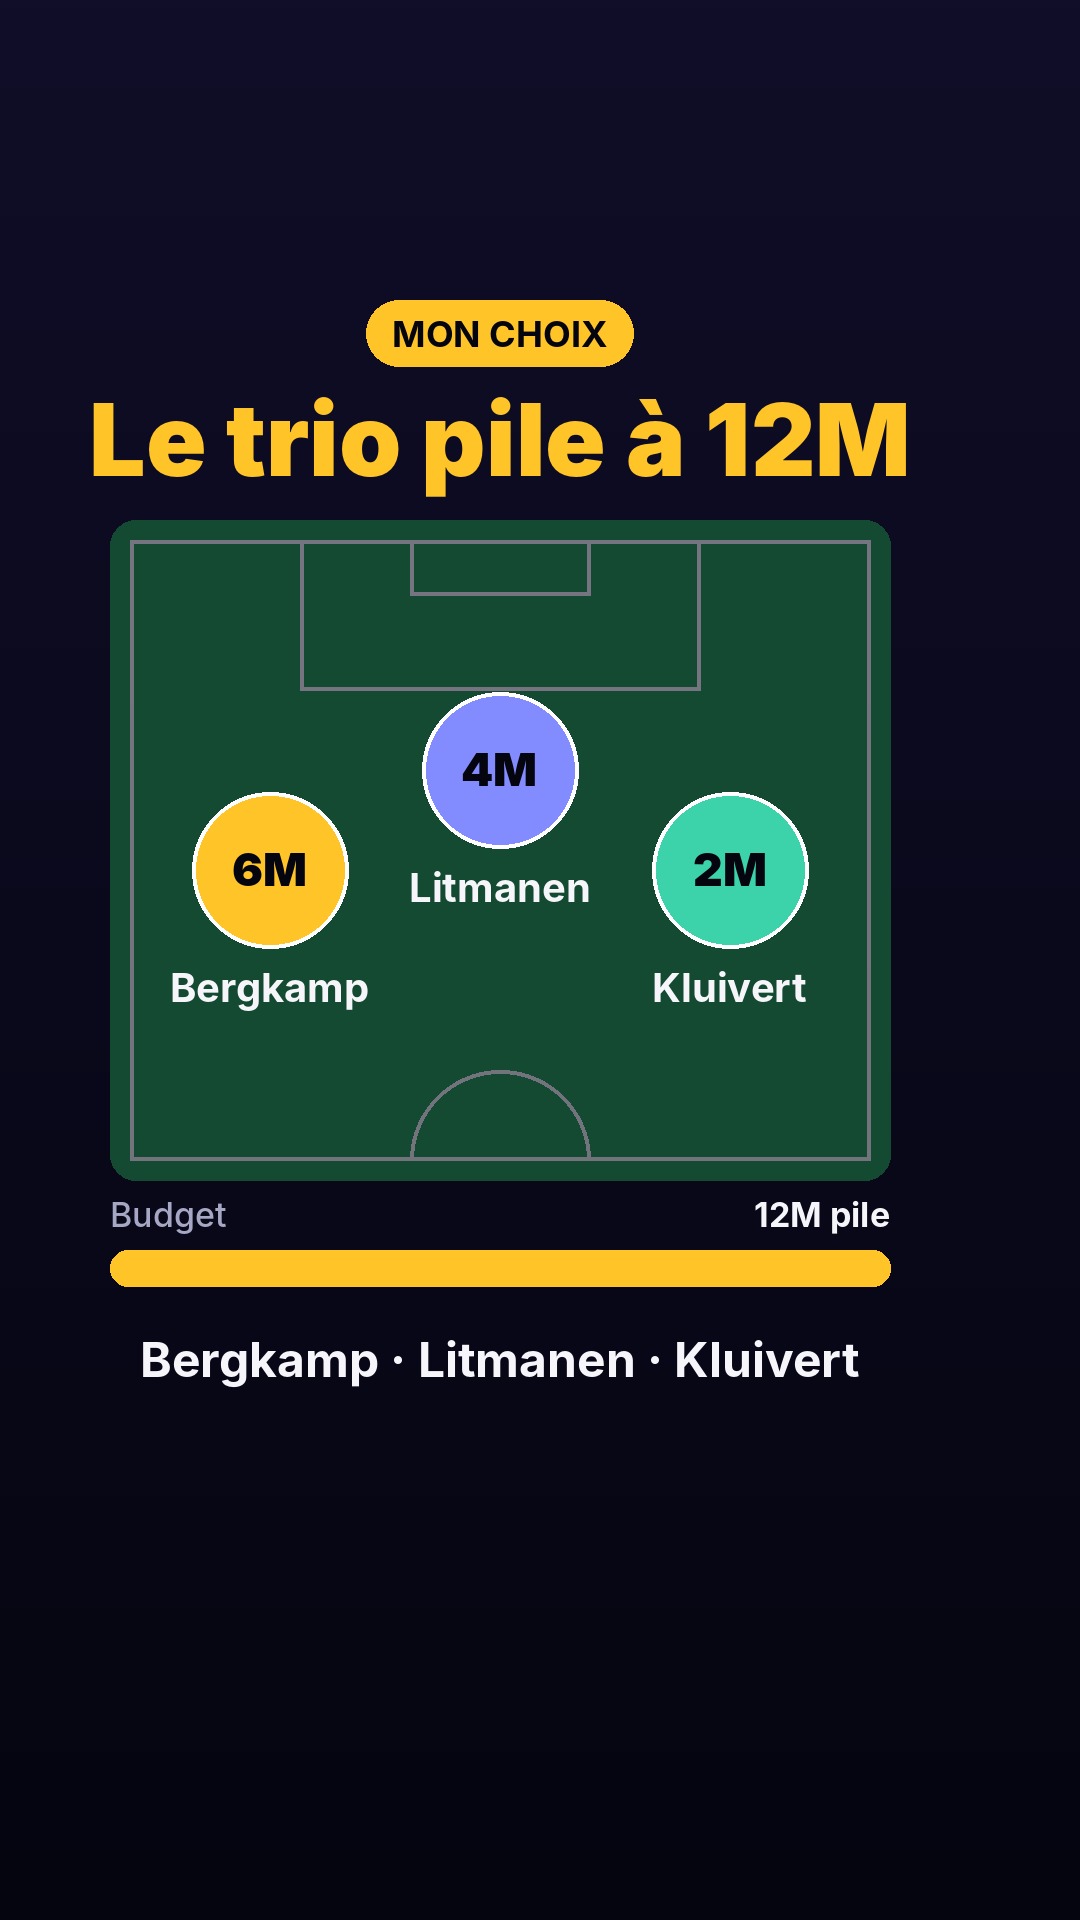 MON CHOIX
Le trio pile à 12M
4M
6M
2M
Litmanen
Bergkamp
Kluivert
Budget
12M pile
Bergkamp · Litmanen · Kluivert